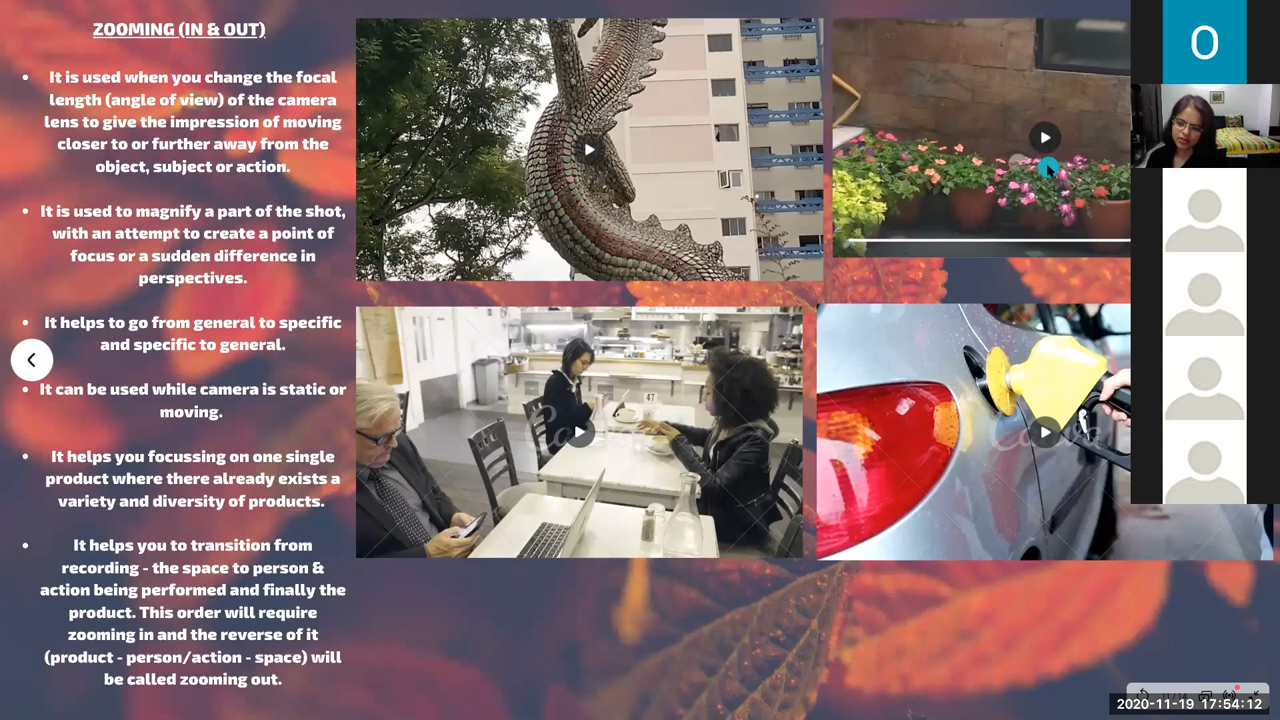 ZOOMING (IN & OUT)
• It is used when you change the focal
length (angle of view) of the camera
lens to give the impression of moving
closer to or further away from the
object, subject or action.
• It is used to magnify a part of the shot,
with an attempt to create a point of
focus or a sudden difference in
perspectives.
• It helps to go from general to specific
and specific to general.
• It can be used while camera is static or
moving.
• It helps you focussing on one single
product where there already exists a
variety and diversity of products.
• It helps you to transition from
recording - the space to person &
action being performed and finally the
product. This order will require
zooming in and the reverse of it
(product - person/action - space) will
be called zooming out.
47
O
2020-11-19 17:54:12